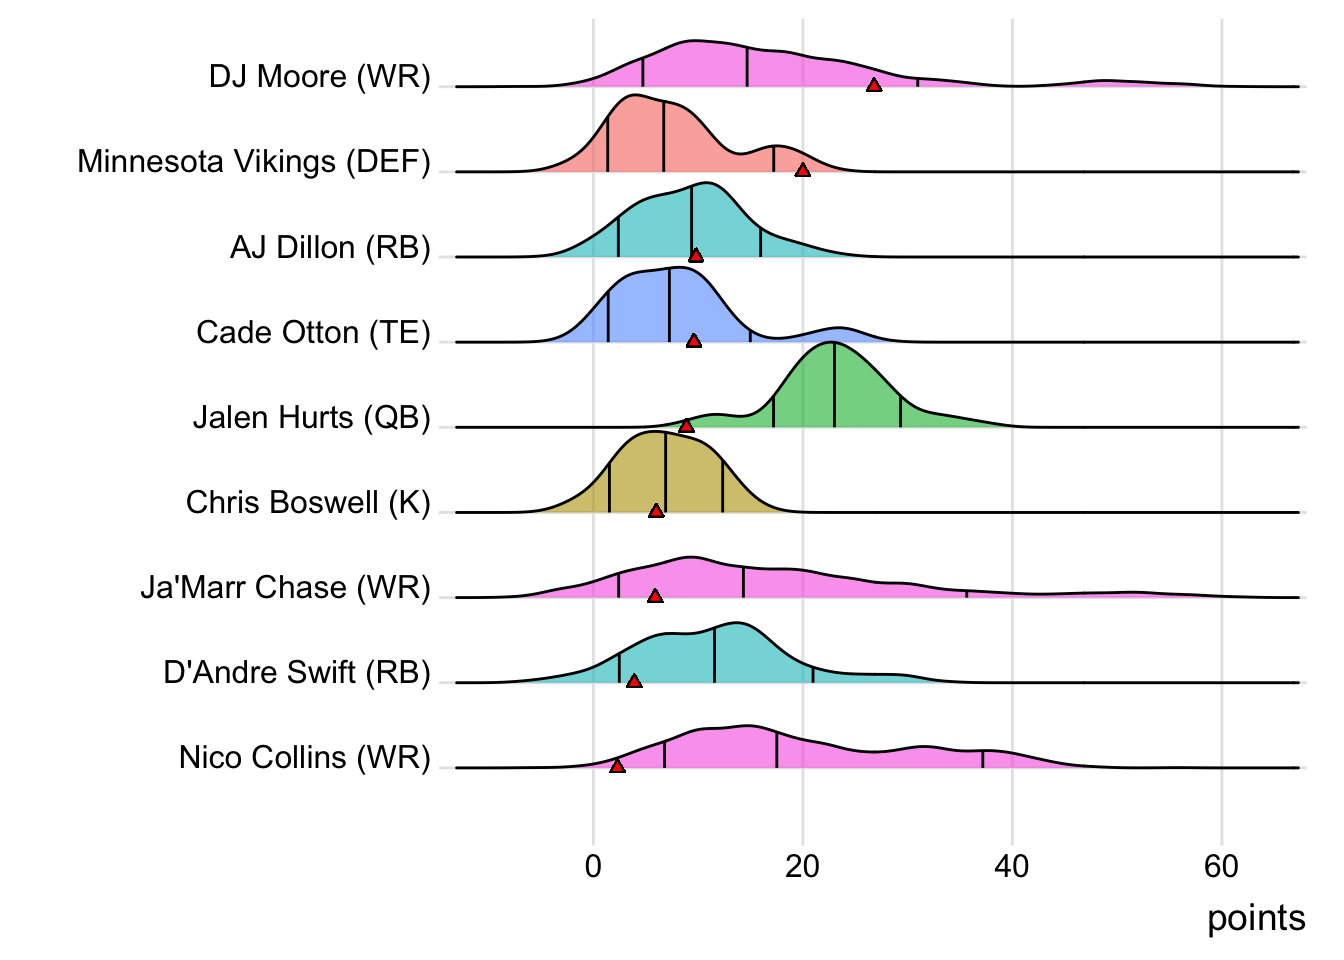 DJ Moore (WR)
Minnesota Vikings (DEF)
AJ Dillon (RB)
Cade Otton (TE)
Jalen Hurts (QB)
Chris Boswell (K)
Ja'Marr Chase (WR)
D'Andre Swift (RB)
Nico Collins (WR)
0 20 40 60
points